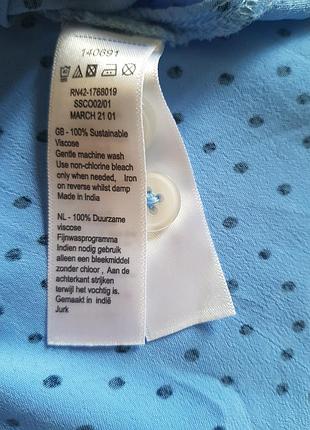 140691
RN42-1768019
SSCO02/01
MARCH 21 01
GB - 100% Sustainable
Viscose
Gentle machine wash
Use non-chlorine bleach
only when needed, Iron
on reverse whilst damp
Made in India
NL - 100% Duurzame
viscose
Fijnwasprogramma
Indien nodig gebruik
alleen een bleekmiddel
zonder chloor , Aan de
achterkant strijken
terwijl het vochtig is.
Gemaakt in indië
Jurk